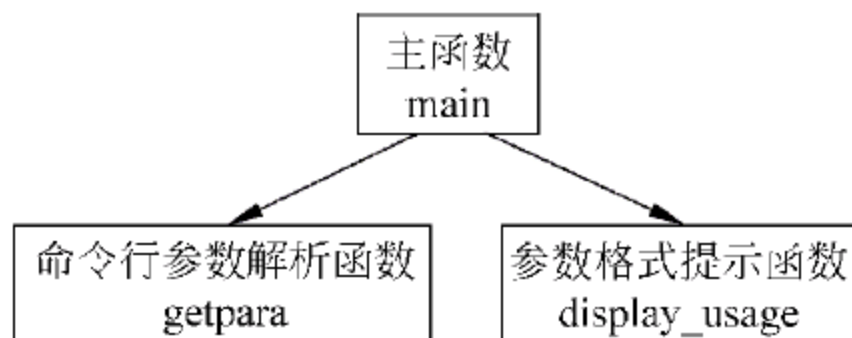 主函数
main
命令行参数解析函数
getpara
参数格式提示函数
display_usage